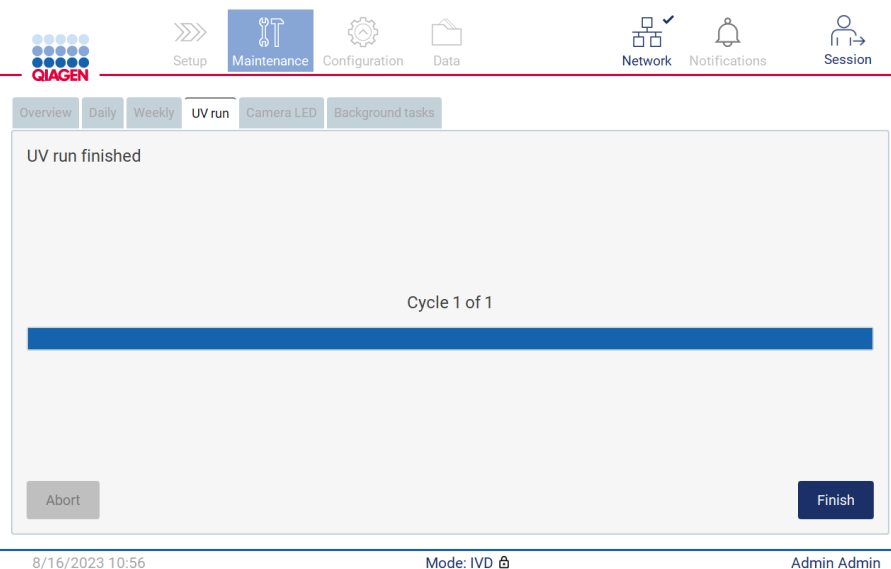 QIAGEN
Setup Maintenance Configuration Data Network Notifications Session
Overview Daily Weekly UV run Camera LED Background tasks
UV run finished
Cycle 1 of 1
Abort Finish
8/16/2023 10:56 Mode: IVD Admin Admin